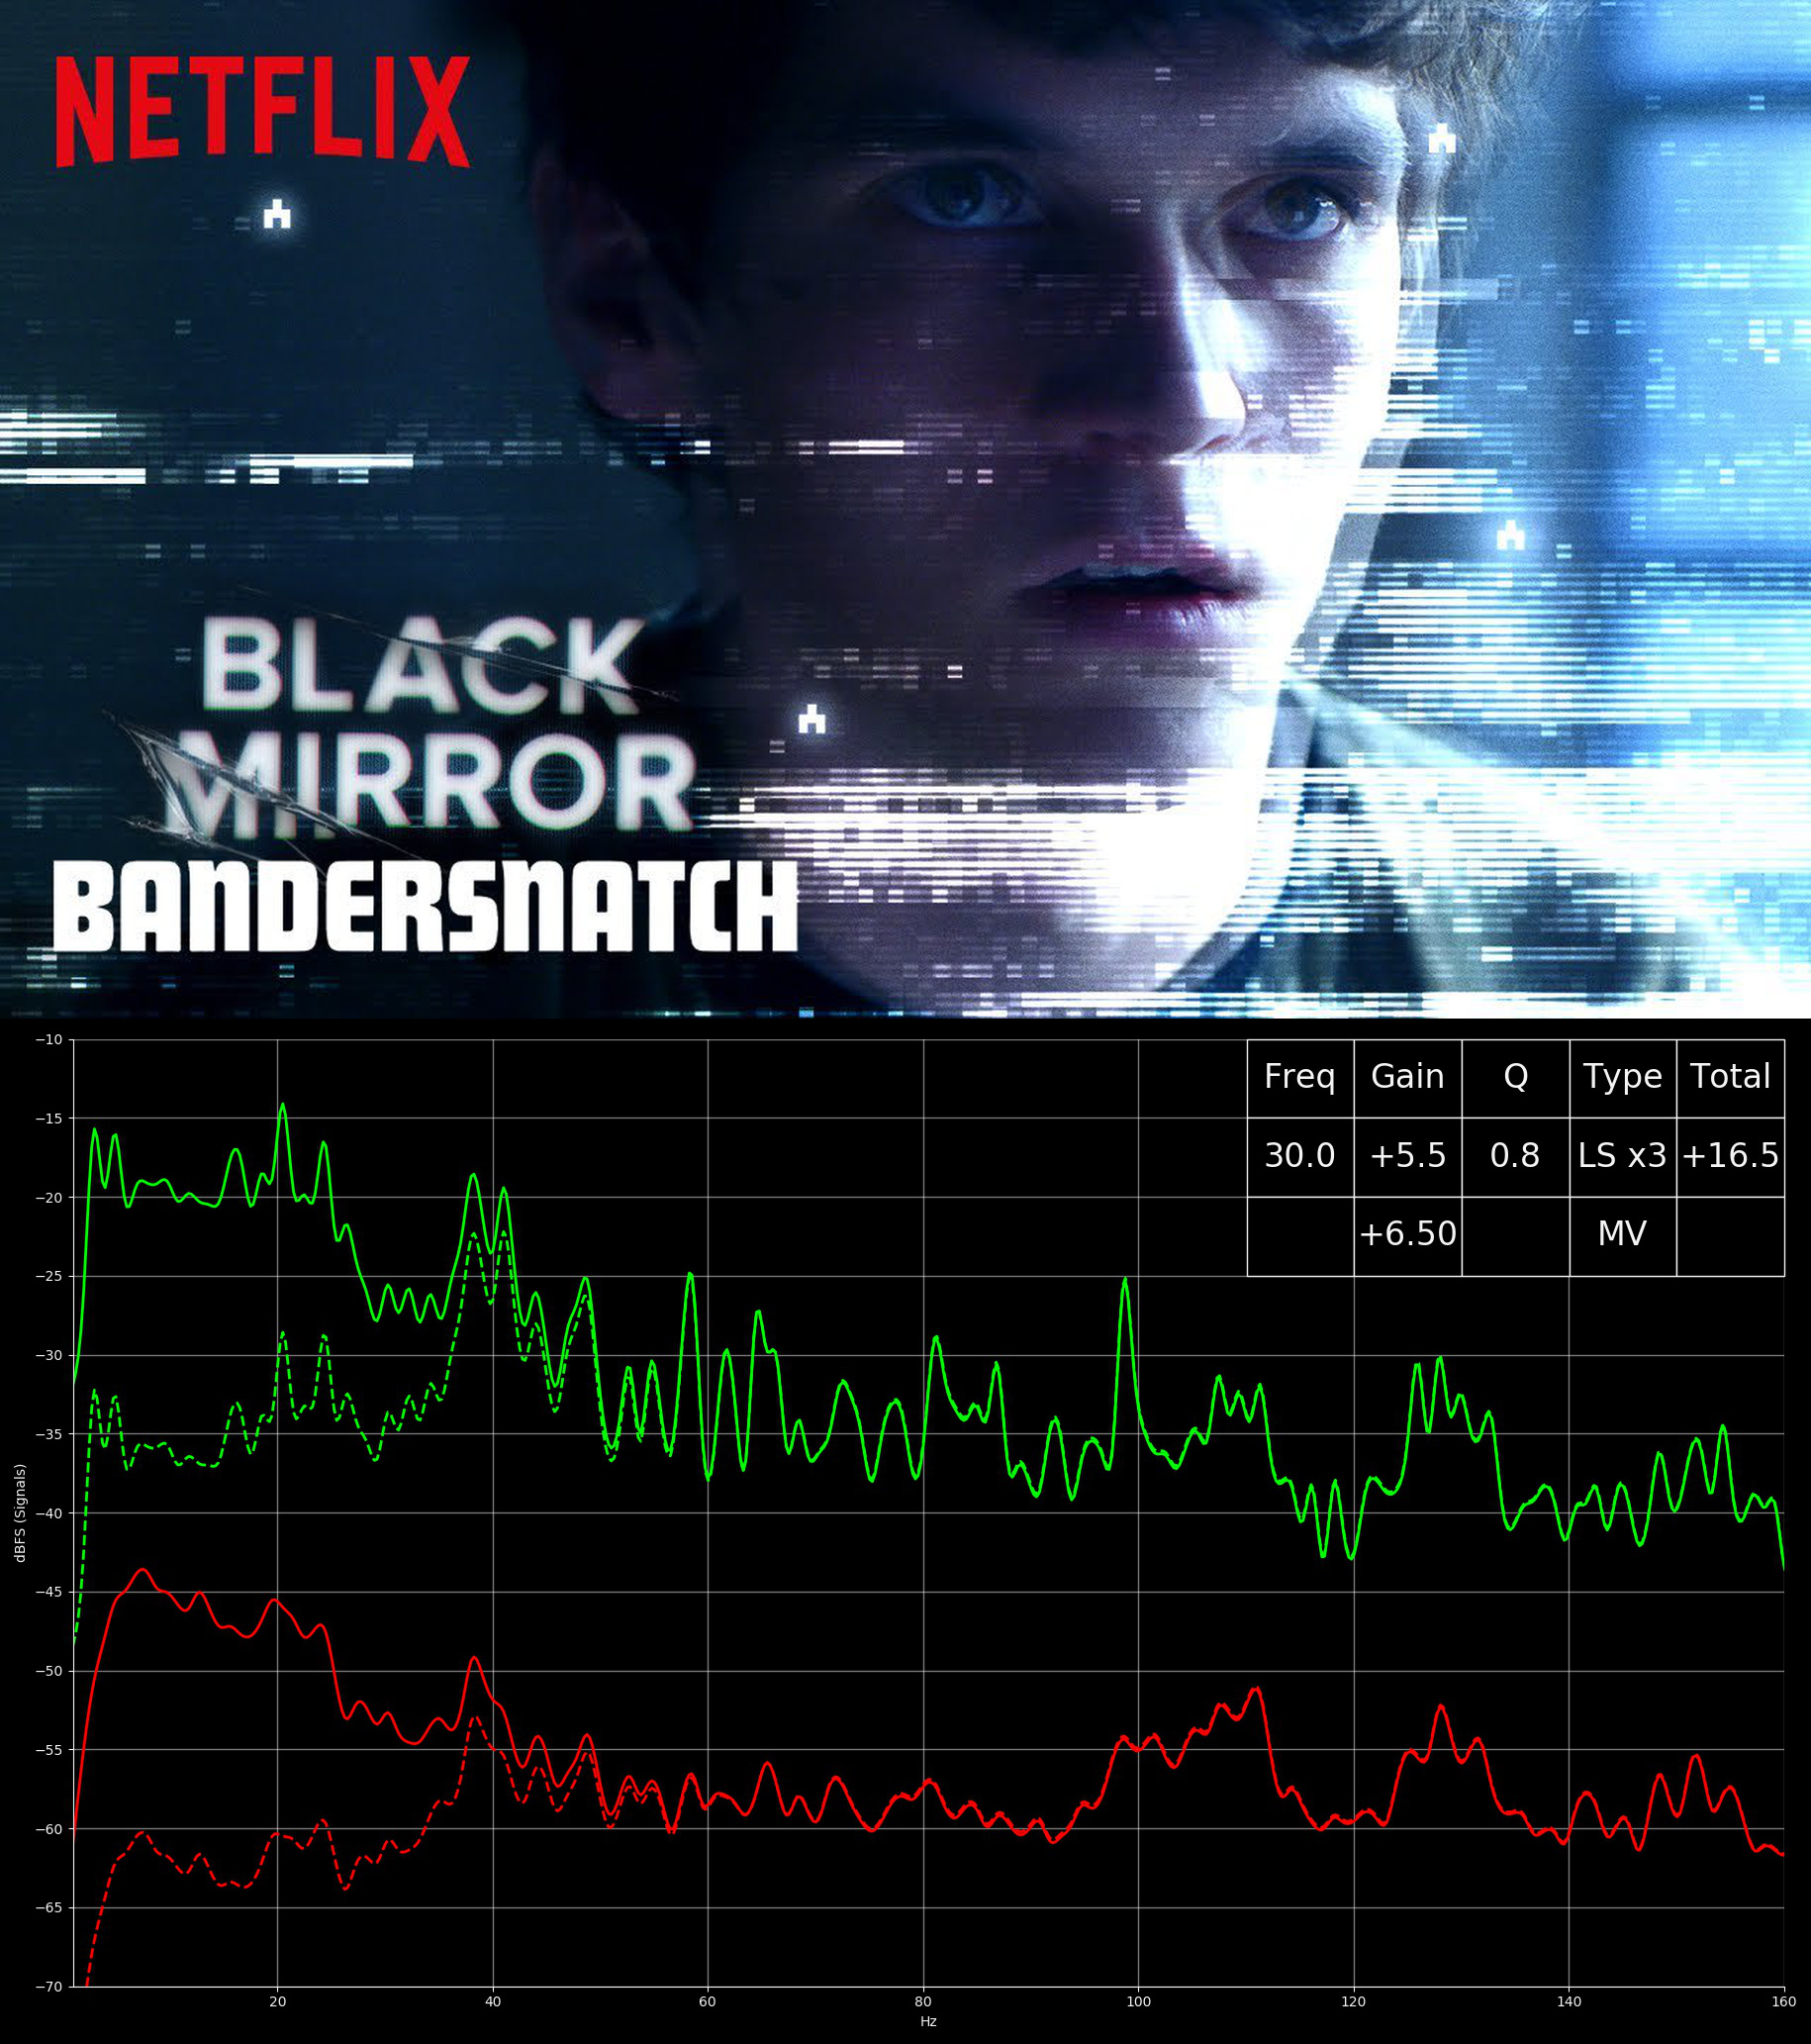 NETFLIX
BLACK
MIRROR
BANDERSNATCH
Freq Gain Q Type Total
30.0 +5.5 0.8 LS x3 +16.5
+6.50 MV
−10
−15
−20
−25
−30
−35
−40
−45
−50
−55
−60
−65
−70
dBFS (Signals)
20 40 60 80 100 120 140 160
Hz